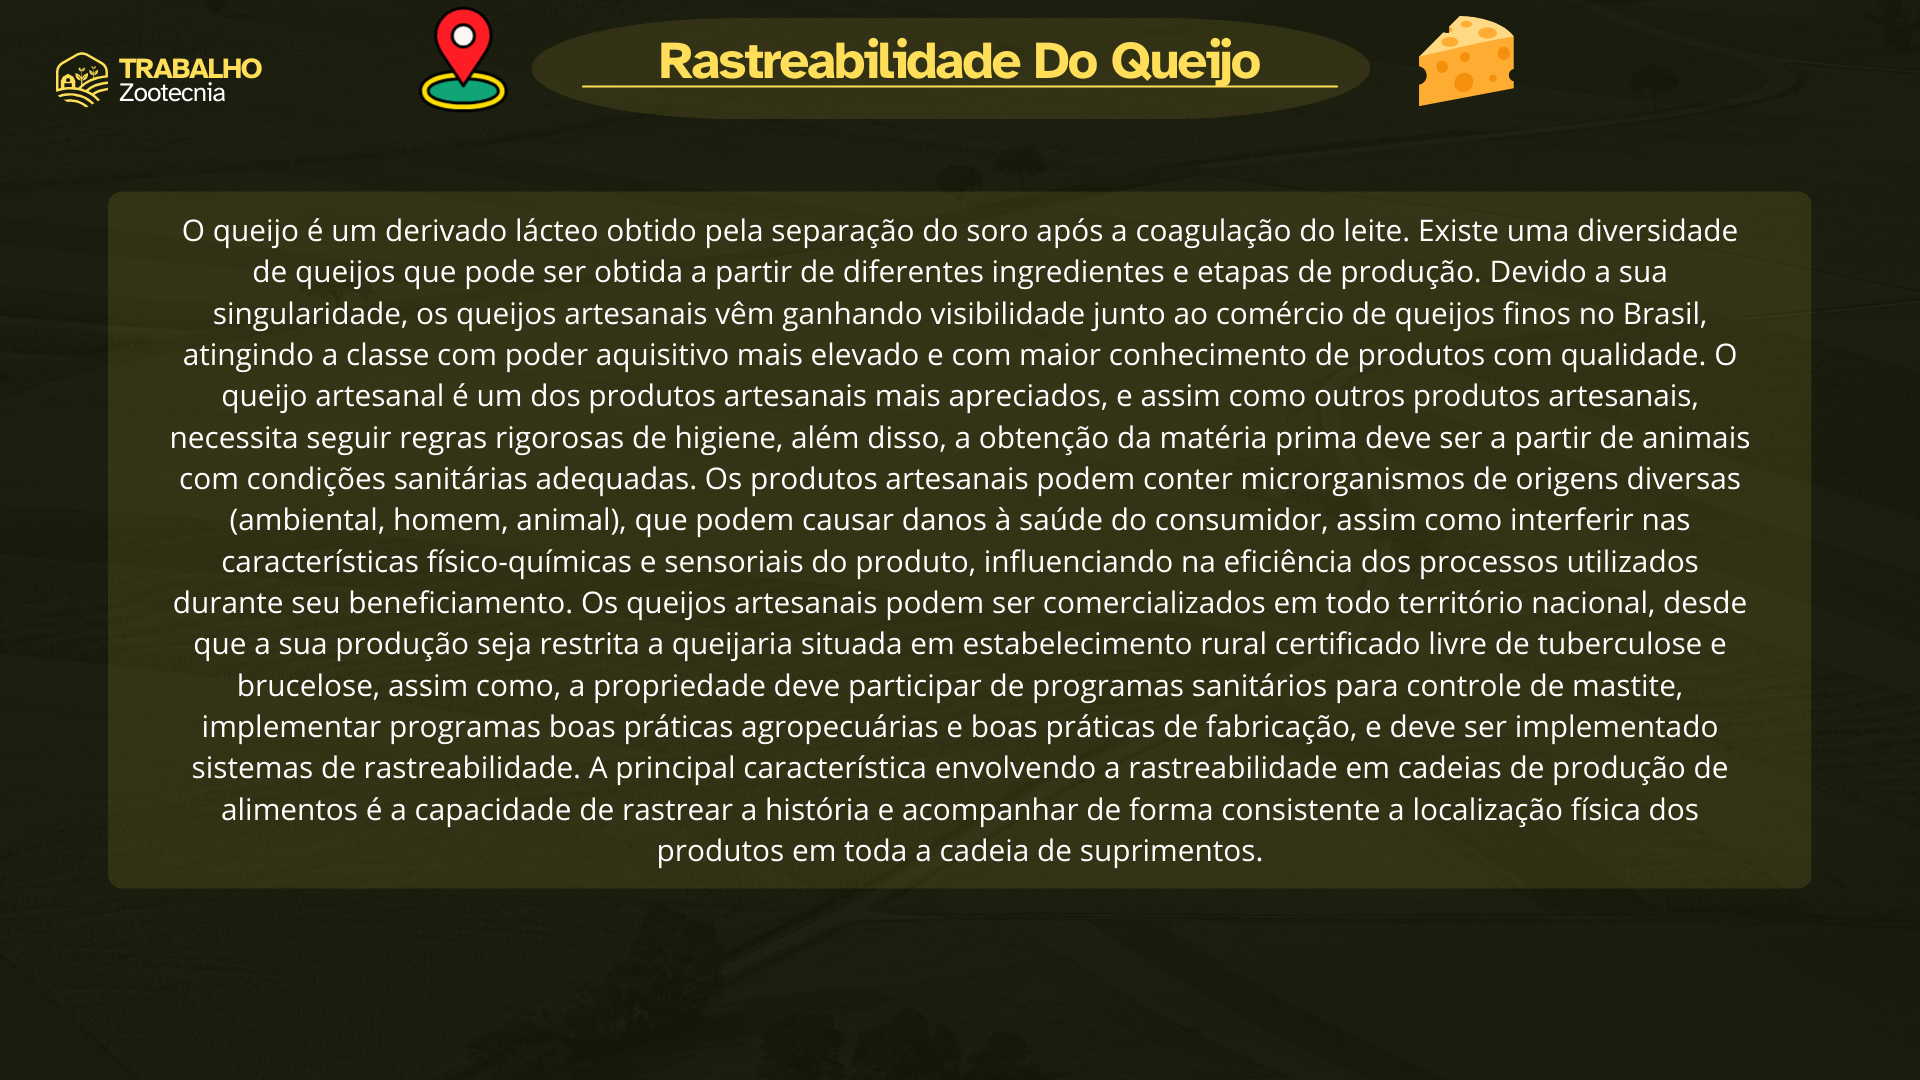 TRABALHO
Zootecnia
Rastreabilidade Do Queijo
O queijo é um derivado lácteo obtido pela separação do soro após a coagulação do leite. Existe uma diversidade
de queijos que pode ser obtida a partir de diferentes ingredientes e etapas de produção. Devido a sua
singularidade, os queijos artesanais vêm ganhando visibilidade junto ao comércio de queijos finos no Brasil,
atingindo a classe com poder aquisitivo mais elevado e com maior conhecimento de produtos com qualidade. O
queijo artesanal é um dos produtos artesanais mais apreciados, e assim como outros produtos artesanais,
necessita seguir regras rigorosas de higiene, além disso, a obtenção da matéria prima deve ser a partir de animais
com condições sanitárias adequadas. Os produtos artesanais podem conter microrganismos de origens diversas
(ambiental, homem, animal), que podem causar danos à saúde do consumidor, assim como interferir nas
características físico-químicas e sensoriais do produto, influenciando na eficiência dos processos utilizados
durante seu beneficiamento. Os queijos artesanais podem ser comercializados em todo território nacional, desde
que a sua produção seja restrita a queijaria situada em estabelecimento rural certificado livre de tuberculose e
brucelose, assim como, a propriedade deve participar de programas sanitários para controle de mastite,
implementar programas boas práticas agropecuárias e boas práticas de fabricação, e deve ser implementado
sistemas de rastreabilidade. A principal característica envolvendo a rastreabilidade em cadeias de produção de
alimentos é a capacidade de rastrear a história e acompanhar de forma consistente a localização física dos
produtos em toda a cadeia de suprimentos.